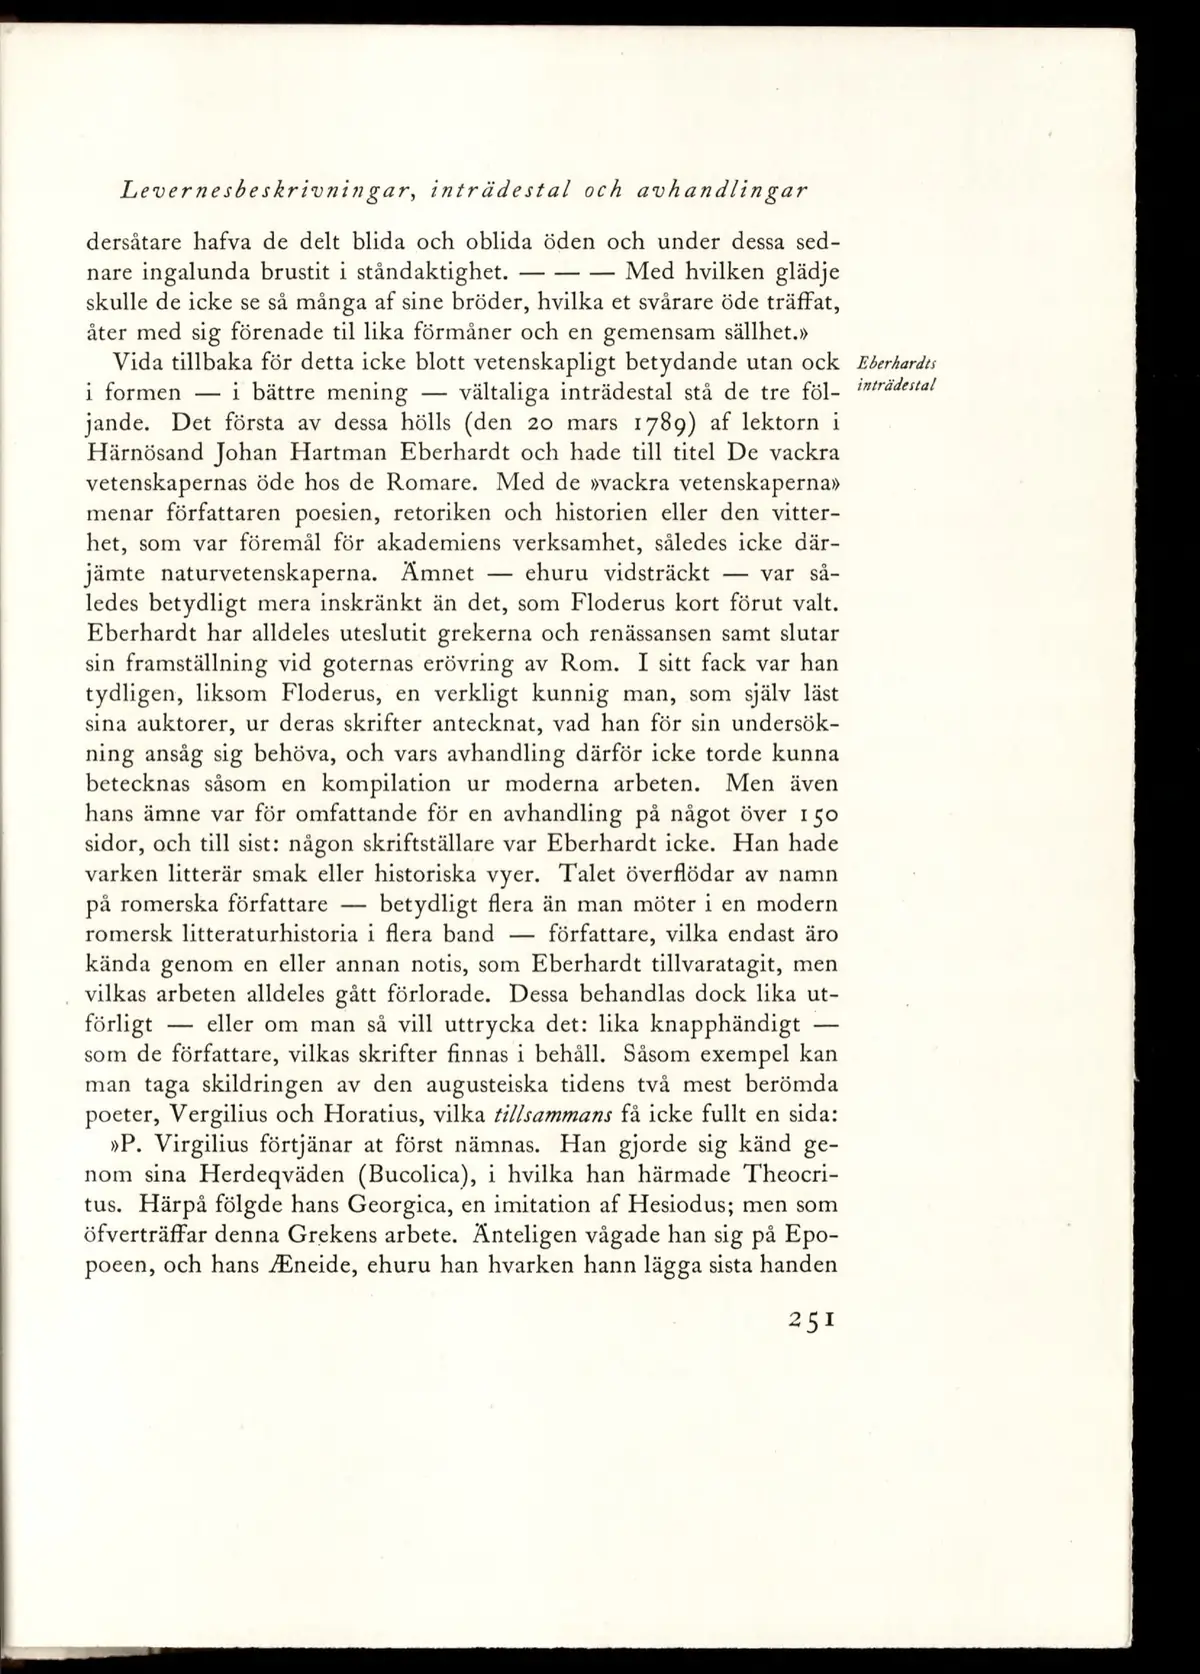 Levernesbeskrivningar, inträdestal och avhandlingar
dersåtare hafva de delt blida och oblida öden och under dessa sed-
nare ingalunda brustit i ståndaktighet. — — — Med hvilken glädje
skulle de icke se så många af sine bröder, hvilka et svårare öde träffat,
åter med sig förenade til lika förmåner och en gemensam sällhet.»
Vida tillbaka för detta icke blott vetenskapligt betydande utan ock
i formen — i bättre mening — vältaliga inträdestal stå de tre föl-
jande. Det första av dessa hölls (den 20 mars 1789) af lektorn i
Härnösand Johan Hartman Eberhardt och hade till titel De vackra
vetenskapernas öde hos de Romare. Med de »vackra vetenskaperna»
menar författaren poesien, retoriken och historien eller den vitter-
het, som var föremål för akademiens verksamhet, således icke där-
jämte naturvetenskaperna. Ämnet — ehuru vidsträckt — var så-
ledes betydligt mera inskränkt än det, som Floderus kort förut valt.
Eberhardt har alldeles uteslutit grekerna och renässansen samt slutar
sin framställning vid goternas erövring av Rom. I sitt fack var han
tydligen, liksom Floderus, en verkligt kunnig man, som själv läst
sina auktorer, ur deras skrifter antecknat, vad han för sin undersök-
ning ansåg sig behöva, och vars avhandling därför icke torde kunna
betecknas såsom en kompilation ur moderna arbeten. Men även
hans ämne var för omfattande för en avhandling på något över 150
sidor, och till sist: någon skriftställare var Eberhardt icke. Han hade
varken litterär smak eller historiska vyer. Talet överflödar av namn
på romerska författare — betydligt flera än man möter i en modern
romersk litteraturhistoria i flera band — författare, vilka endast äro
kända genom en eller annan notis, som Eberhardt tillvaratagit, men
vilkas arbeten alldeles gått förlorade. Dessa behandlas dock lika ut-
förligt — eller om man så vill uttrycka det: lika knapphändigt —
som de författare, vilkas skrifter finnas i behåll. Såsom exempel kan
man taga skildringen av den augusteiska tidens två mest berömda
poeter, Vergilius och Horatius, vilka tillsammans få icke fullt en sida:
»P. Virgilius förtjänar at först nämnas. Han gjorde sig känd ge-
nom sina Herdeqväden (Bucolica), i hvilka han härmade Theocri-
tus. Härpå fölgde hans Georgica, en imitation af Hesiodus; men som
öfverträffar denna Grekens arbete. Änteligen vågade han sig på Epo-
poeen, och hans Æneide, ehuru han hvarken hann lägga sista handen
Eberhardts
inträdestal
251